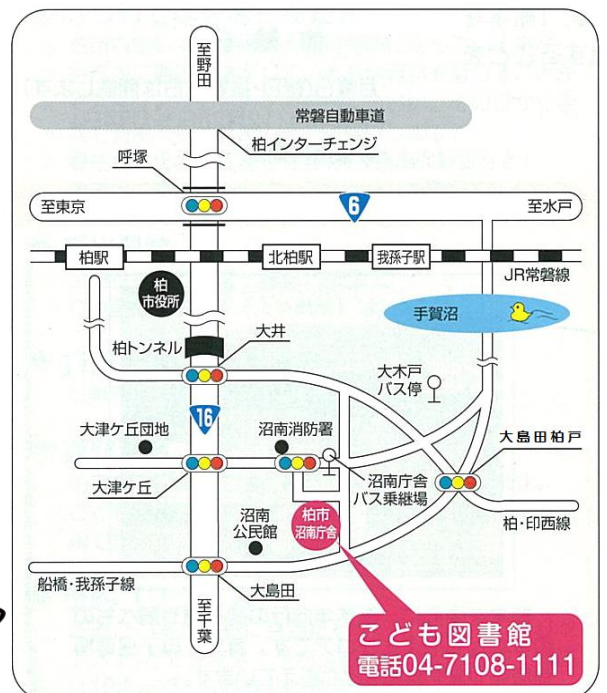 至野田
常磐自動車道
柏インターチェンジ
呼塚
至東京
6
至水戸
柏駅
北柏駅
我孫子駅
JR常磐線
柏
市役所
手賀沼
柏トンネル
大井
大木戸
バス停
16
大津ケ丘団地
沼南消防署
大島田柏戸
大津ケ丘
沼南庁舎
バス乗継場
沼南
公民館
柏市
沼南庁舎
柏・印西線
船橋・我孫子線
大島田
至千葉
こども図書館
電話04-7108-1111